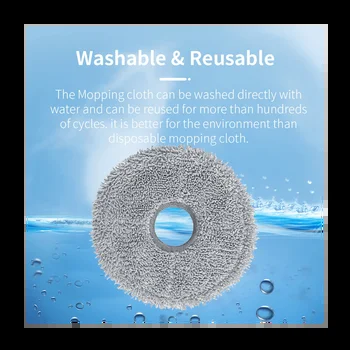 Washable & Reusable
The Mopping cloth can be washed directly with
water and can be reused for more than hundreds
of cycles. it is better for the environment than
disposable mopping cloth.